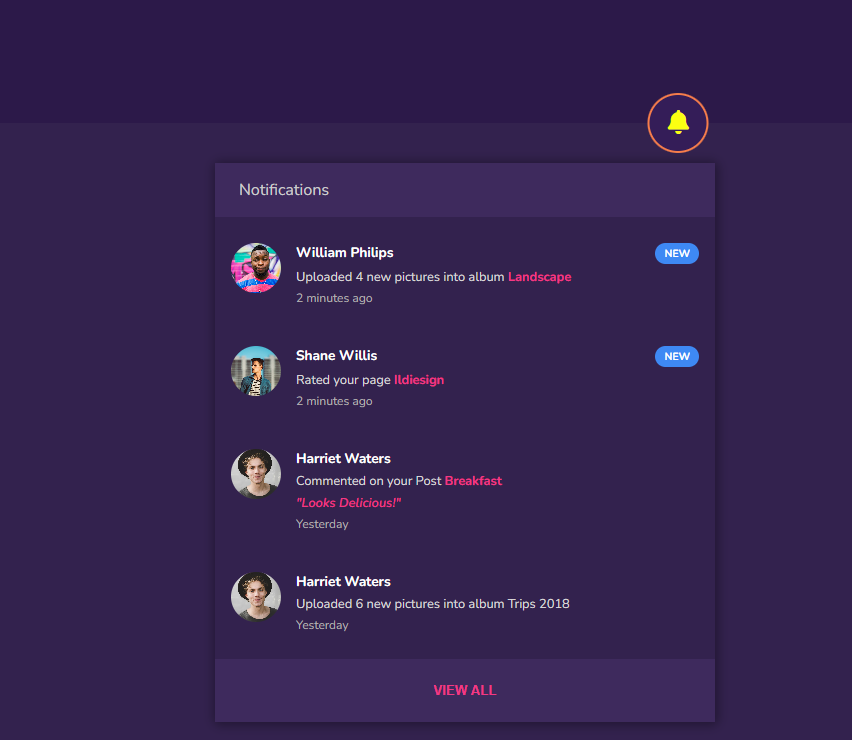 Notifications
William Philips
NEW
Uploaded 4 new pictures into album Landscape
2 minutes ago
Shane Willis
NEW
Rated your page Ildiesign
2 minutes ago
Harriet Waters
Commented on your Post Breakfast
"Looks Delicious!"
Yesterday
Harriet Waters
Uploaded 6 new pictures into album Trips 2018
Yesterday
VIEW ALL